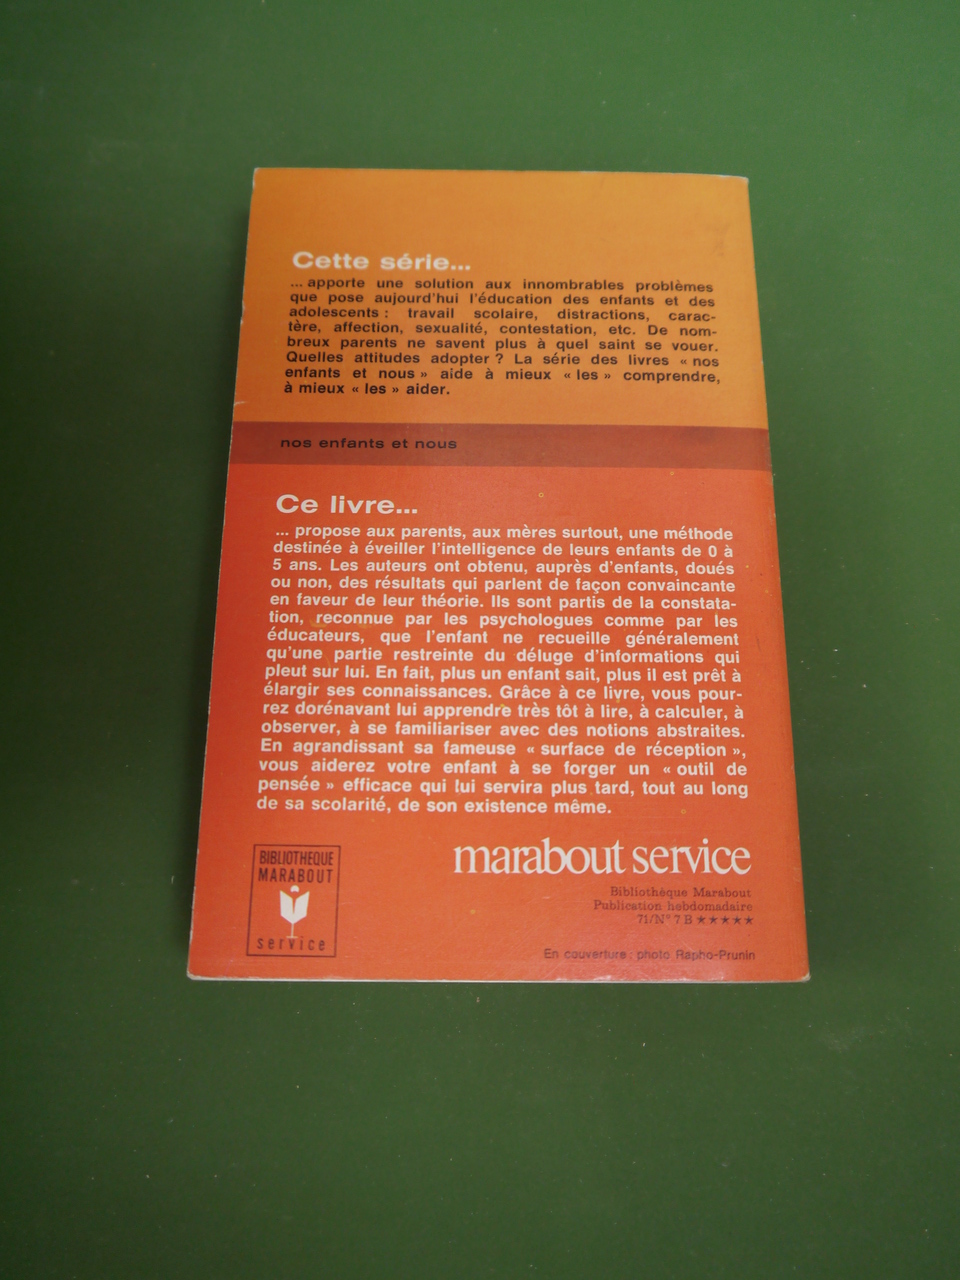 Cette série...
... apporte une solution aux innombrables problèmes
que pose aujourd'hui l'éducation des enfants et des
adolescents : travail scolaire, distractions, carac-
tère, affection, sexualité, contestation, etc. De nom-
breux parents ne savent plus à quel saint se vouer.
Quelles attitudes adopter ? La série des livres « nos
enfants et nous » aide à mieux « les » comprendre,
à mieux « les » aider.
nos enfants et nous
Ce livre...
... propose aux parents, aux mères surtout, une méthode
destinée à éveiller l'intelligence de leurs enfants de 0 à
5 ans. Les auteurs ont obtenu, auprès d'enfants, doués
ou non, des résultats qui parlent de façon convaincante
en faveur de leur théorie. Ils sont partis de la constata-
tion, reconnue par les psychologues comme par les
éducateurs, que l'enfant ne recueille généralement
qu'une partie restreinte du déluge d'informations qui
pleut sur lui. En fait, plus un enfant sait, plus il est prêt à
élargir ses connaissances. Grâce à ce livre, vous pour-
rez dorénavant lui apprendre très tôt à lire, à calculer, à
observer, à se familiariser avec des notions abstraites.
En agrandissant sa fameuse « surface de réception »,
vous aiderez votre enfant à se forger un « outil de
pensée » efficace qui lui servira plus tard, tout au long
de sa scolarité, de son existence même.
BIBLIOTHEQUE
MARABOUT
service
marabout service
Bibliothèque Marabout
Publication hebdomadaire
71/N° 7 B ★★★★★
En couverture : photo Rapho-Prunin